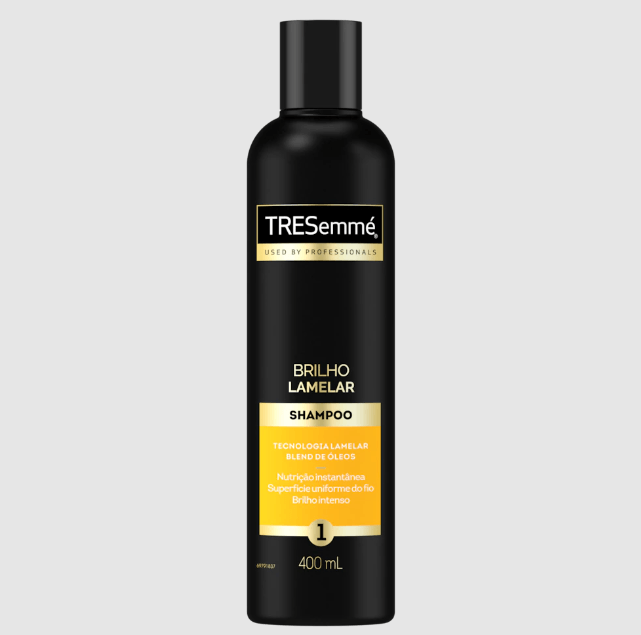 TRESemmé®
USED BY PROFESSIONALS
BRILHO
LAMELAR
SHAMPOO
TECNOLOGIA LAMELAR
BLEND DE ÓLEOS
Nutrição instantânea
Superfície uniforme do fio
Brilho intenso
1
400 mL